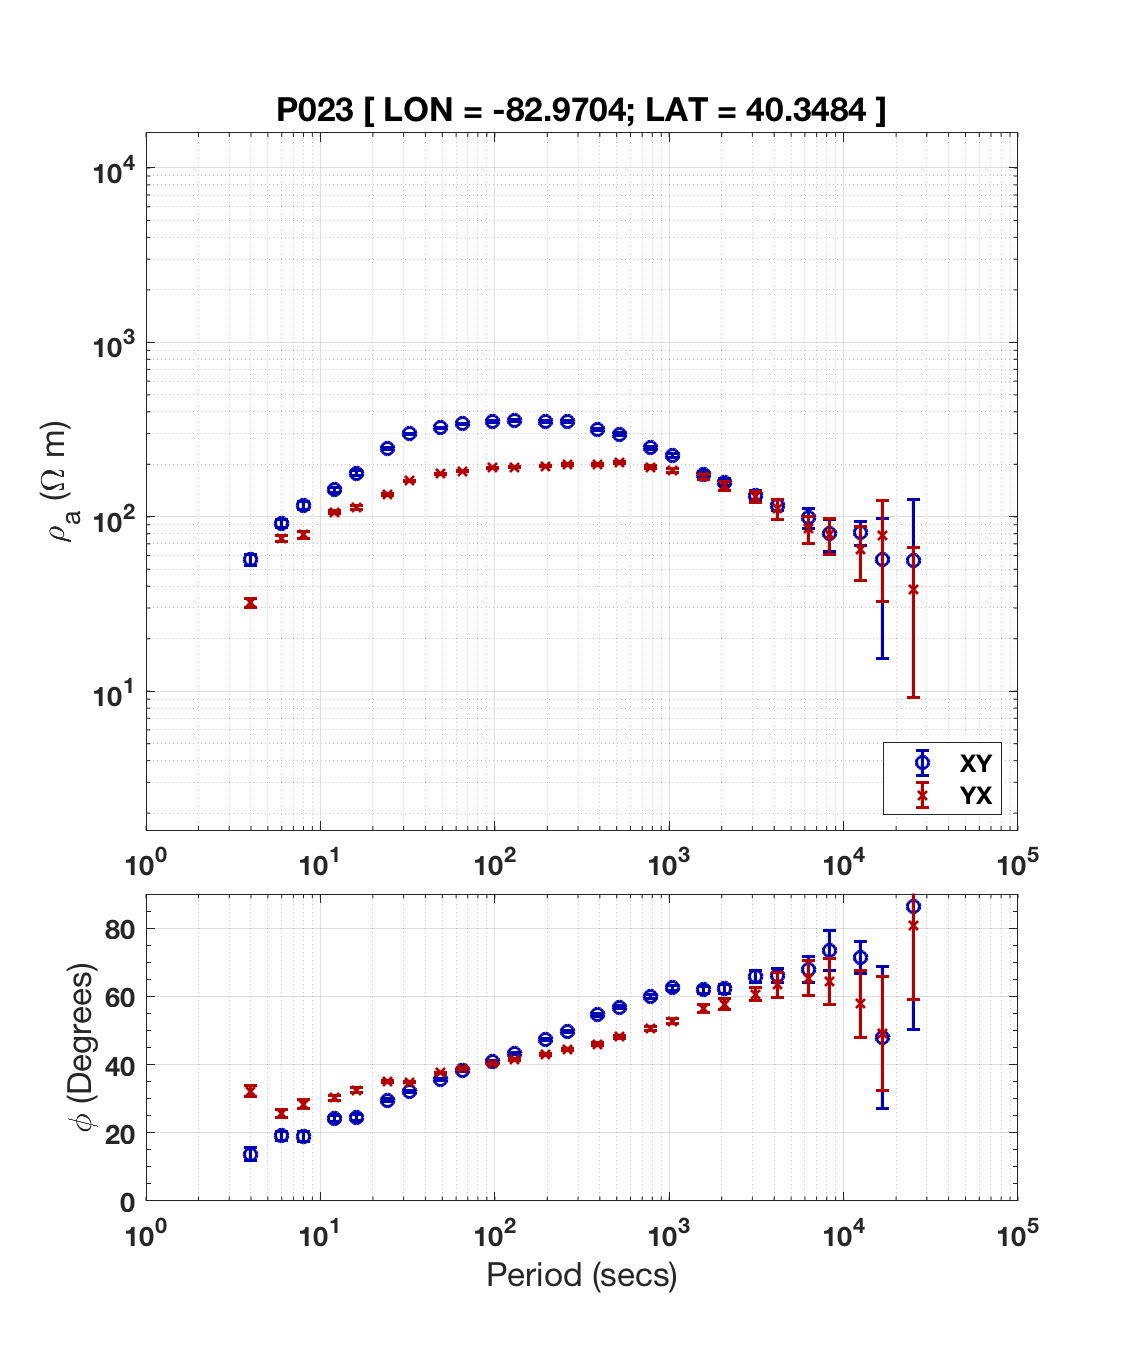 P023 [ LON = -82.9704; LAT = 40.3484 ]
ρa (Ω m)
10^4
10^3
10^2
10^1
XY
YX
10^0 10^1 10^2 10^3 10^4 10^5
ϕ (Degrees)
80
60
40
20
0
10^0 10^1 10^2 10^3 10^4 10^5
Period (secs)